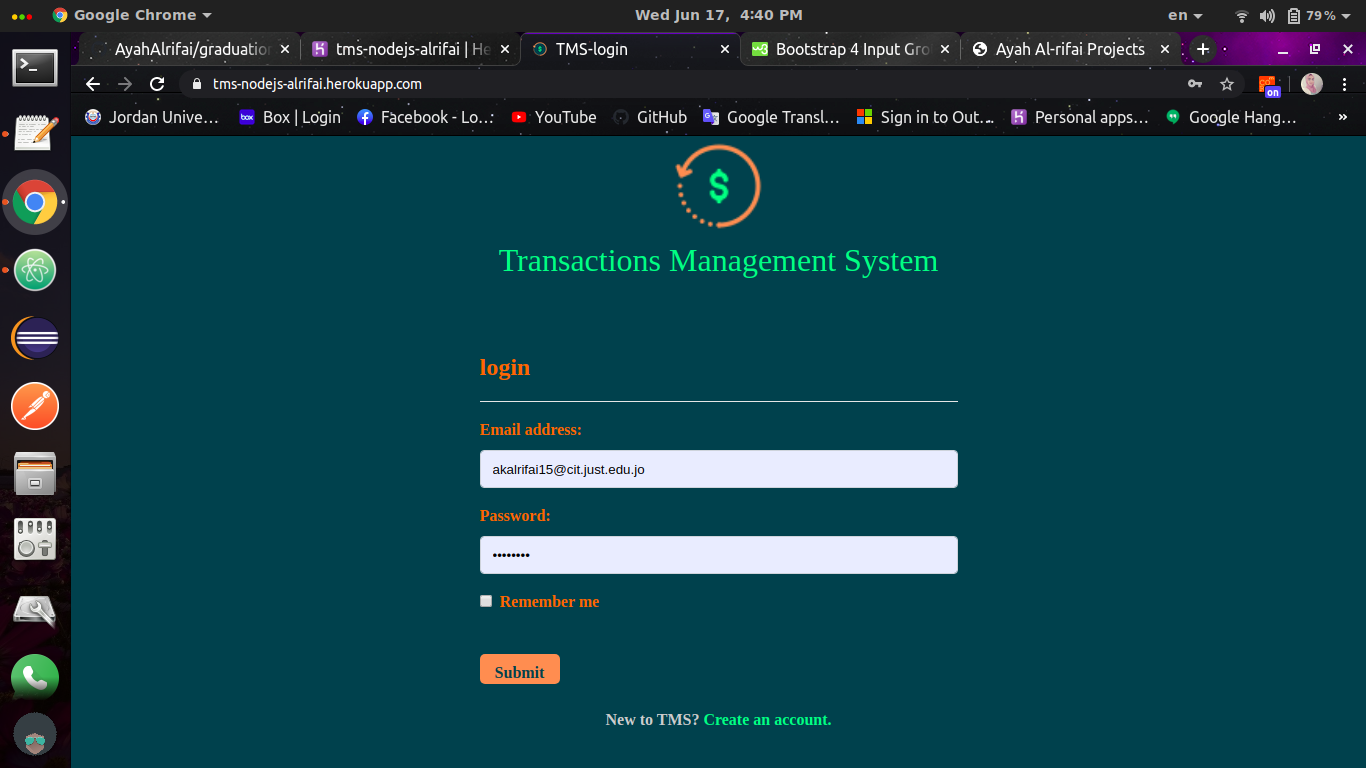 Google Chrome
Wed Jun 17, 4:40 PM
en
79%
AyahAlrifai/graduation
tms-nodejs-alrifai | He
TMS-login
Bootstrap 4 Input Gro
Ayah Al-rifai Projects
tms-nodejs-alrifai.herokuapp.com
on
Jordan Unive...
box
Box | Login
Facebook - Lo...
YouTube
GitHub
Google Transl...
Sign in to Out...
Personal apps...
Google Hang...
»
$
Transactions Management System
login
Email address:
akalrifai15@cit.just.edu.jo
Password:
••••••••
Remember me
Submit
New to TMS? Create an account.